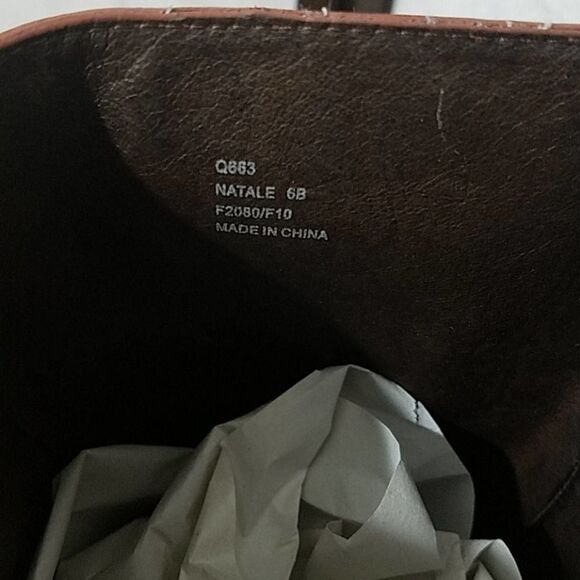 Q663
NATALE 6B
F2080/F10
MADE IN CHINA